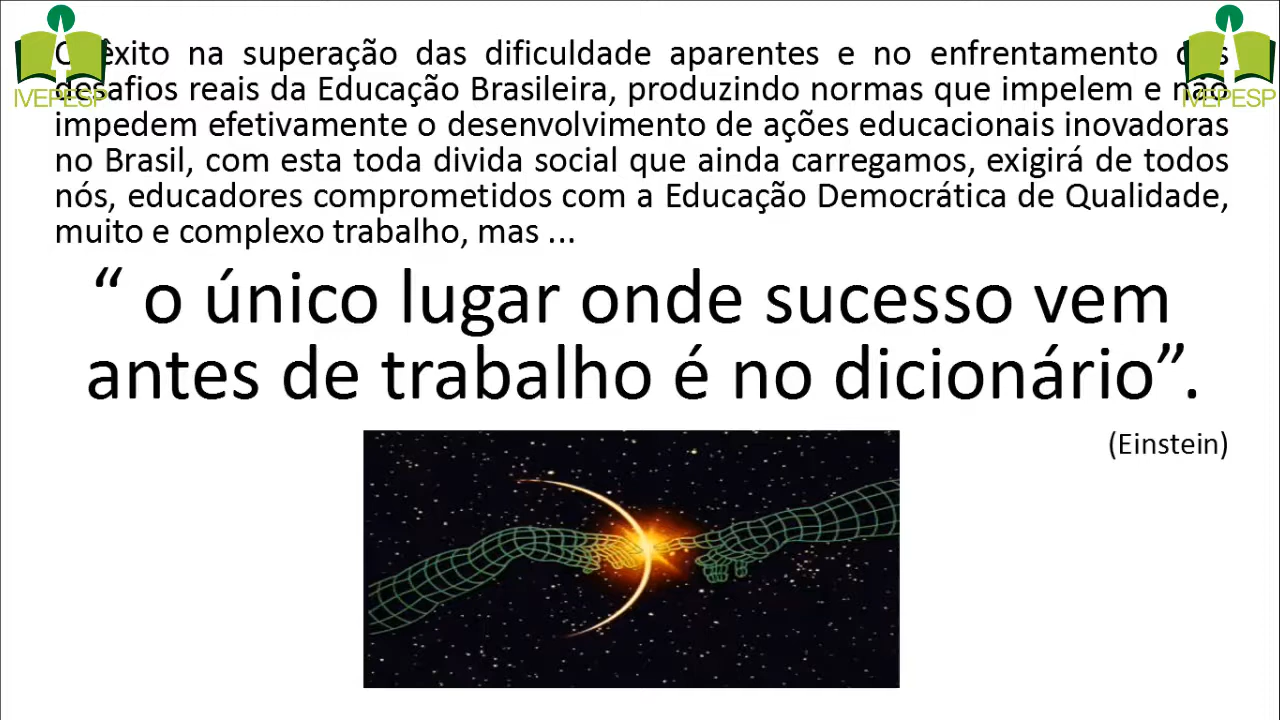 êxito na superação das dificuldade aparentes e no enfrentamento
desafios reais da Educação Brasileira, produzindo normas que impelem e
impedem efetivamente o desenvolvimento de ações educacionais inovadoras
no Brasil, com esta toda divida social que ainda carregamos, exigirá de todos
nós, educadores comprometidos com a Educação Democrática de Qualidade,
muito e complexo trabalho, mas ...
“ o único lugar onde sucesso vem
antes de trabalho é no dicionário”.
(Einstein)
IVEPESP
IVEPESP